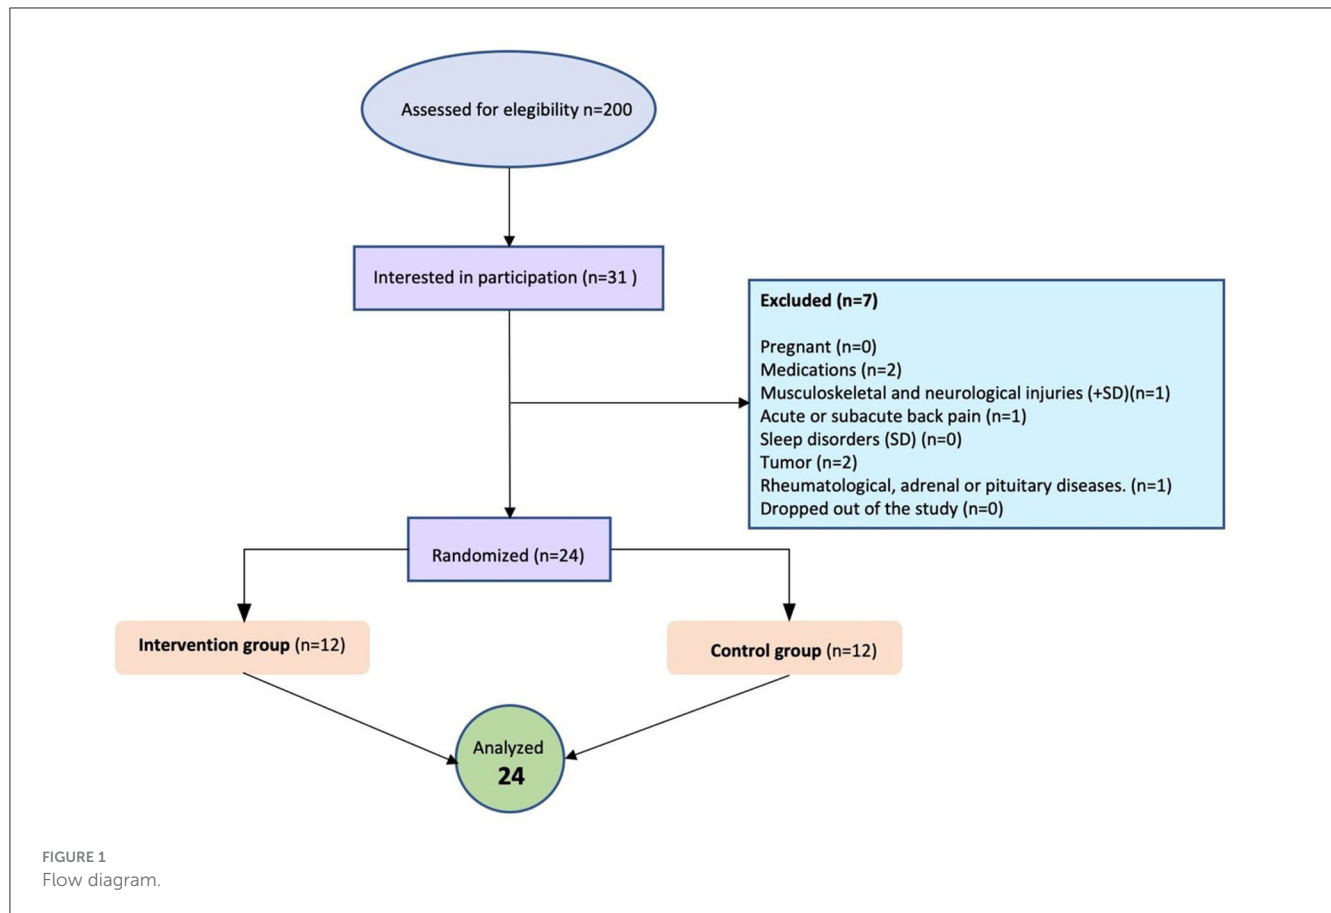 Assessed for elegibility n=200
Interested in participation (n=31 )
Excluded (n=7)
Pregnant (n=0)
Medications (n=2)
Musculoskeletal and neurological injuries (+SD)(n=1)
Acute or subacute back pain (n=1)
Sleep disorders (SD) (n=0)
Tumor (n=2)
Rheumatological, adrenal or pituitary diseases. (n=1)
Dropped out of the study (n=0)
Randomized (n=24)
Intervention group (n=12)
Control group (n=12)
Analyzed
24
FIGURE 1
Flow diagram.